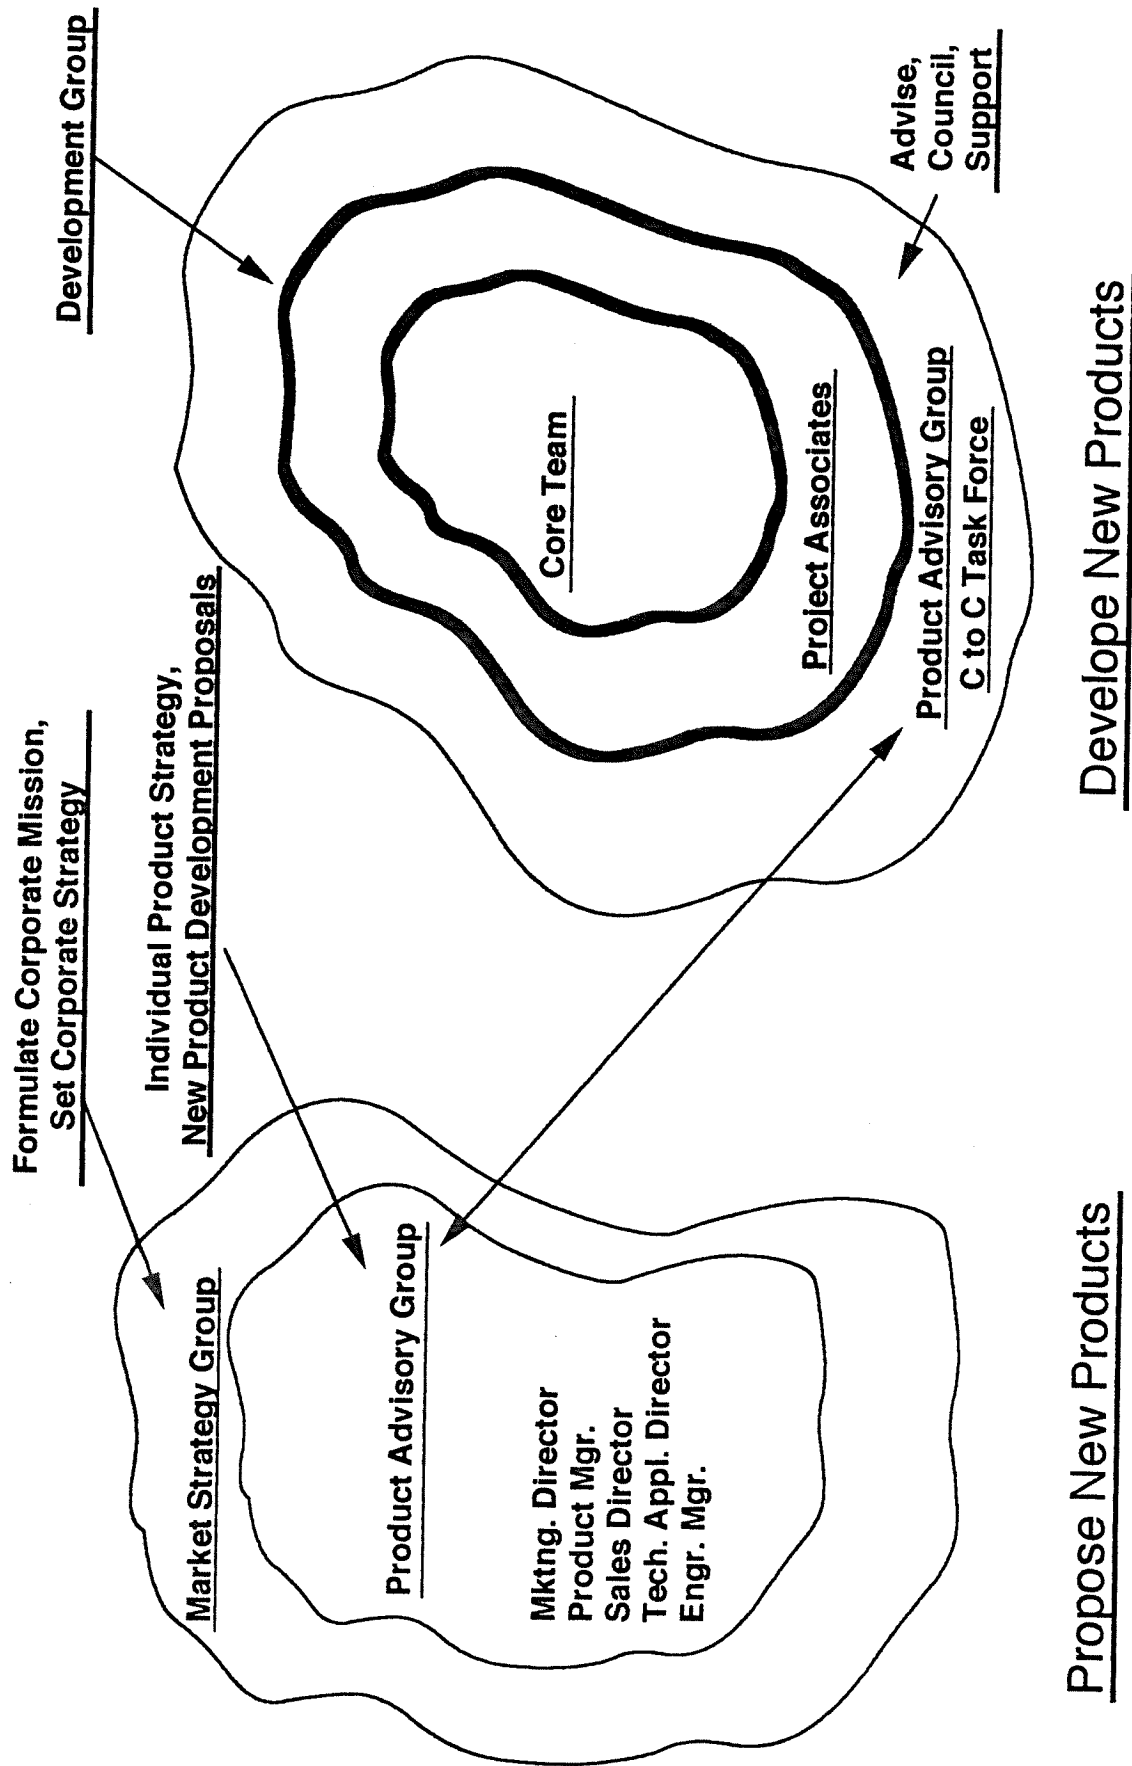 Formulate Corporate Mission,
Set Corporate Strategy
Individual Product Strategy,
New Product Development Proposals
Development Group
Market Strategy Group
Product Advisory Group
Mktng. Director
Product Mgr.
Sales Director
Tech. Appl. Director
Engr. Mgr.
Core Team
Project Associates
Product Advisory Group
C to C Task Force
Advise,
Council,
Support
Propose New Products
Develope New Products